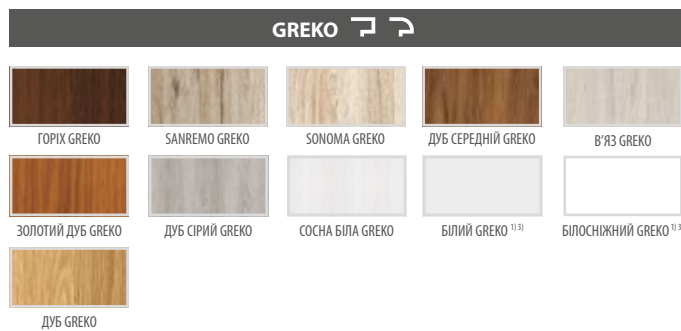 GREKO
ГОРІХ GREKO
SANREMO GREKO
SONOMA GREKO
ДУБ СЕРЕДНІЙ GREKO
В'ЯЗ GREKO
ЗОЛОТИЙ ДУБ GREKO
ДУБ СІРИЙ GREKO
СОСНА БІЛА GREKO
БІЛИЙ GREKO 1) 3)
БІЛОСНІЖНИЙ GREKO 1) 3
ДУБ GREKO